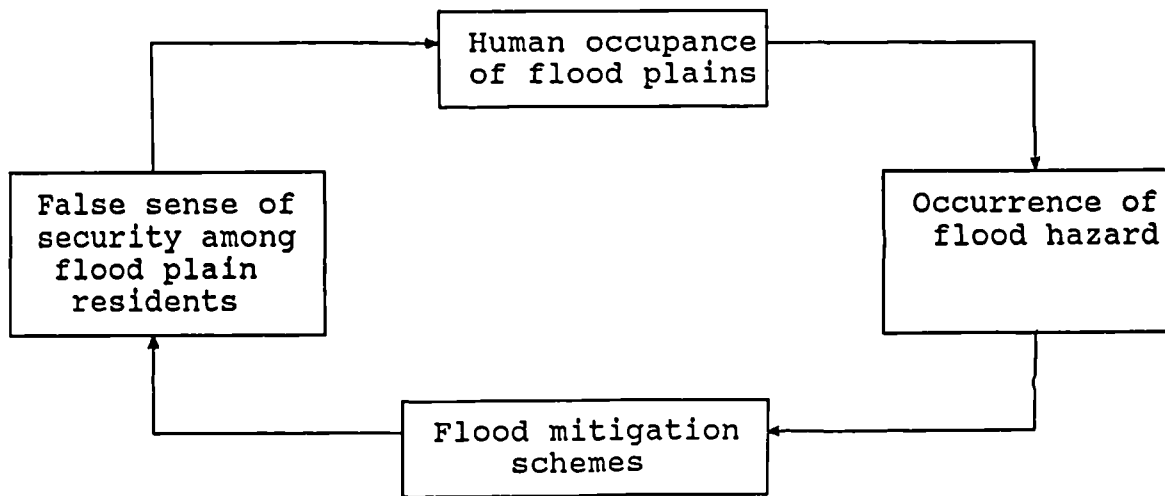 Human occupance
of flood plains
False sense of
security among
flood plain
residents
Occurrence of
flood hazard
Flood mitigation
schemes